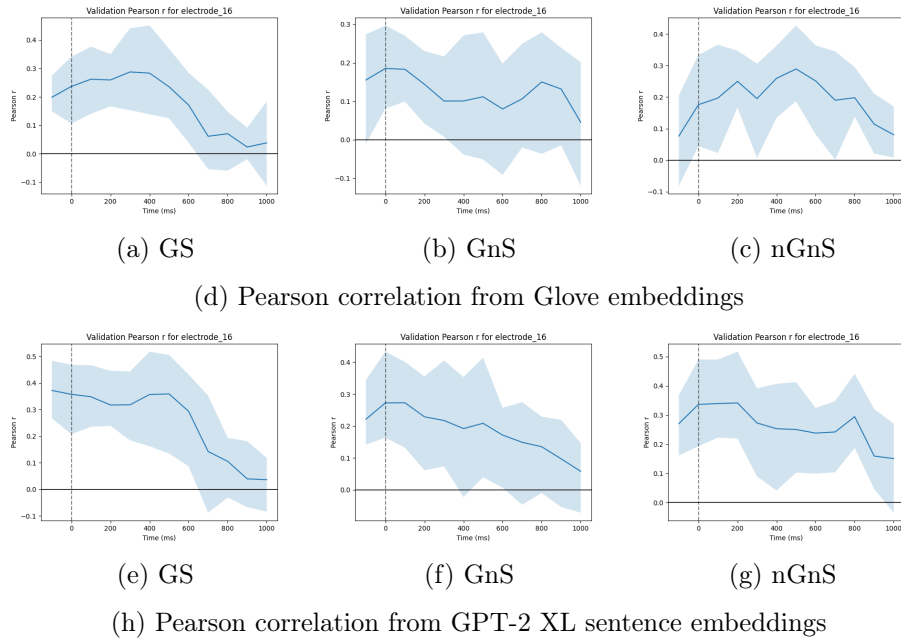 Validation Pearson r for electrode_16 Validation Pearson r for electrode_16 Validation Pearson r for electrode_16
Pearson r
0.4
0.3
0.2
0.1
0.0
−0.1
0 200 400 600 800 1000
Time (ms)
Pearson r
0.3
0.2
0.1
0.0
−0.1
0 200 400 600 800 1000
Time (ms)
Pearson r
0.4
0.3
0.2
0.1
0.0
−0.1
0 200 400 600 800 1000
Time (ms)
(a) GS (b) GnS (c) nGnS
(d) Pearson correlation from Glove embeddings
Validation Pearson r for electrode_16 Validation Pearson r for electrode_16 Validation Pearson r for electrode_16
Pearson r
0.5
0.4
0.3
0.2
0.1
0.0
−0.1
0 200 400 600 800 1000
Time (ms)
Pearson r
0.4
0.3
0.2
0.1
0.0
0 200 400 600 800 1000
Time (ms)
Pearson r
0.5
0.4
0.3
0.2
0.1
0.0
0 200 400 600 800 1000
Time (ms)
(e) GS (f) GnS (g) nGnS
(h) Pearson correlation from GPT-2 XL sentence embeddings